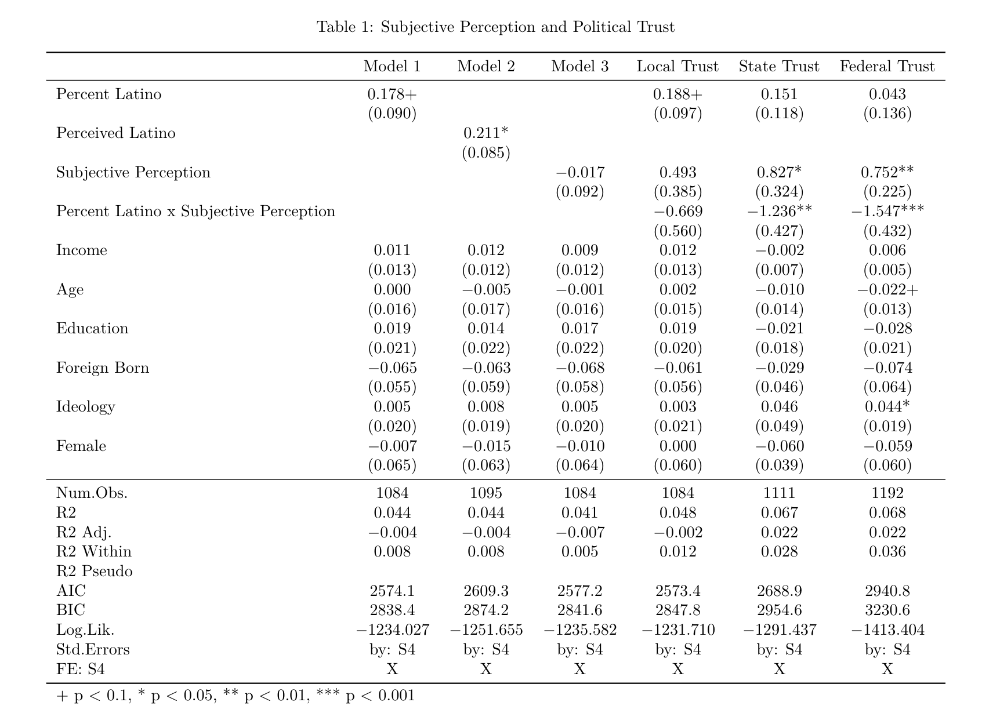 Table 1: Subjective Perception and Political Trust
Model 1 Model 2 Model 3 Local Trust State Trust Federal Trust
Percent Latino 0.178+ 0.188+ 0.151 0.043
(0.090) (0.097) (0.118) (0.136)
Perceived Latino 0.211*
(0.085)
Subjective Perception −0.017 0.493 0.827* 0.752**
(0.092) (0.385) (0.324) (0.225)
Percent Latino x Subjective Perception −0.669 −1.236** −1.547***
(0.560) (0.427) (0.432)
Income 0.011 0.012 0.009 0.012 −0.002 0.006
(0.013) (0.012) (0.012) (0.013) (0.007) (0.005)
Age 0.000 −0.005 −0.001 0.002 −0.010 −0.022+
(0.016) (0.017) (0.016) (0.015) (0.014) (0.013)
Education 0.019 0.014 0.017 0.019 −0.021 −0.028
(0.021) (0.022) (0.022) (0.020) (0.018) (0.021)
Foreign Born −0.065 −0.063 −0.068 −0.061 −0.029 −0.074
(0.055) (0.059) (0.058) (0.056) (0.046) (0.064)
Ideology 0.005 0.008 0.005 0.003 0.046 0.044*
(0.020) (0.019) (0.020) (0.021) (0.049) (0.019)
Female −0.007 −0.015 −0.010 0.000 −0.060 −0.059
(0.065) (0.063) (0.064) (0.060) (0.039) (0.060)
Num.Obs. 1084 1095 1084 1084 1111 1192
R2 0.044 0.044 0.041 0.048 0.067 0.068
R2 Adj. −0.004 −0.004 −0.007 −0.002 0.022 0.022
R2 Within 0.008 0.008 0.005 0.012 0.028 0.036
R2 Pseudo
AIC 2574.1 2609.3 2577.2 2573.4 2688.9 2940.8
BIC 2838.4 2874.2 2841.6 2847.8 2954.6 3230.6
Log.Lik. −1234.027 −1251.655 −1235.582 −1231.710 −1291.437 −1413.404
Std.Errors by: S4 by: S4 by: S4 by: S4 by: S4 by: S4
FE: S4 X X X X X X
+ p < 0.1, * p < 0.05, ** p < 0.01, *** p < 0.001